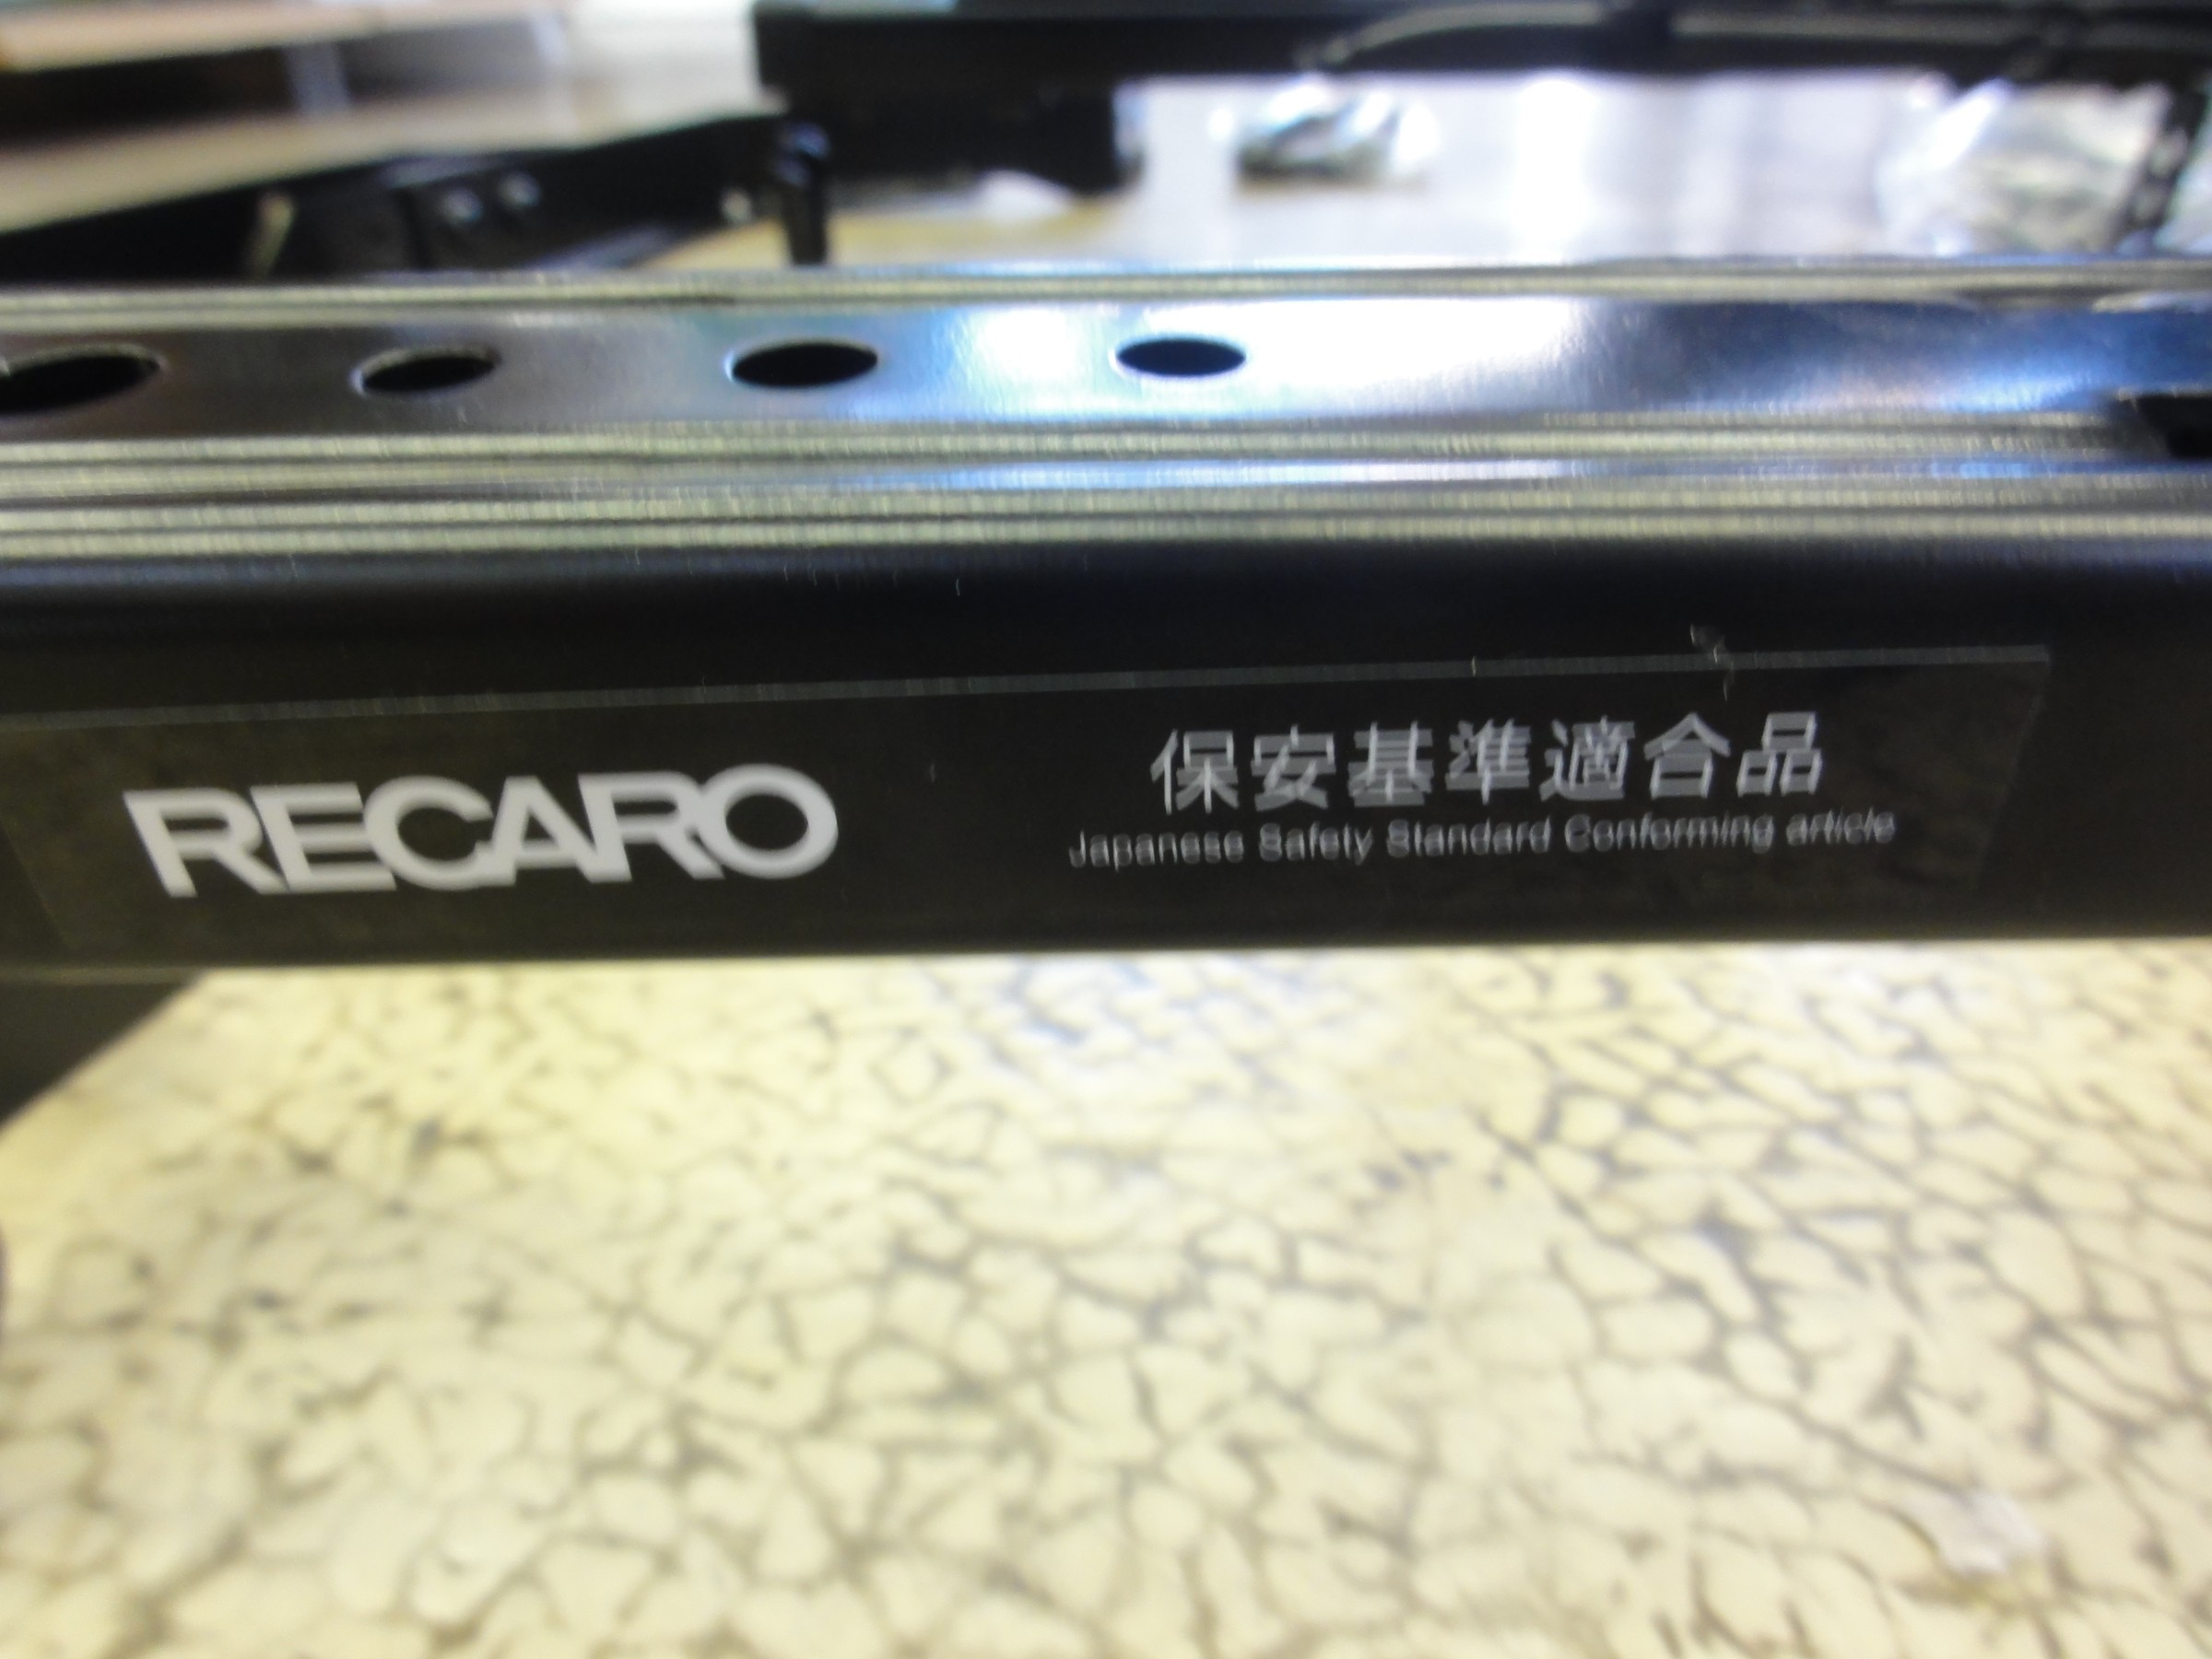 RECARO
保安基準適合品
Japanese Safety Standard Conforming article